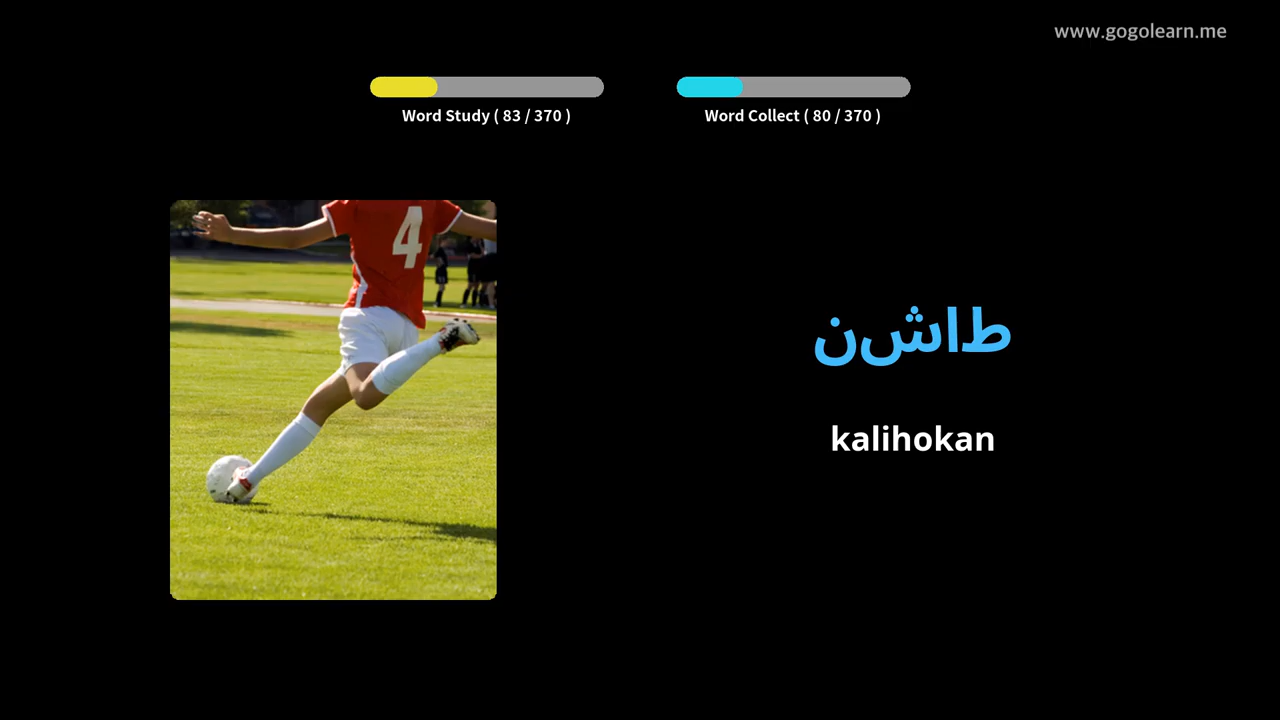 www.gogolearn.me
Word Study ( 83 / 370 )
Word Collect ( 80 / 370 )
4
طاشن
kalihokan